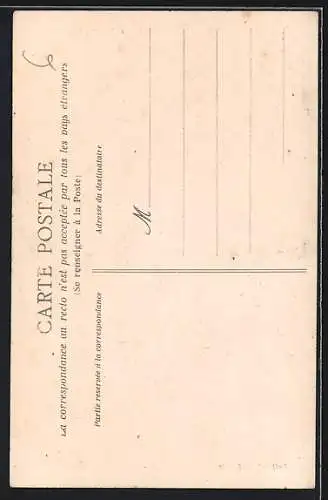 CARTE POSTALE
La correspondance au recto n'est pas acceptée par tous les pays étrangers
(Se renseigner à la Poste)
Partie réservée à la correspondance
Adresse du destinataire
M